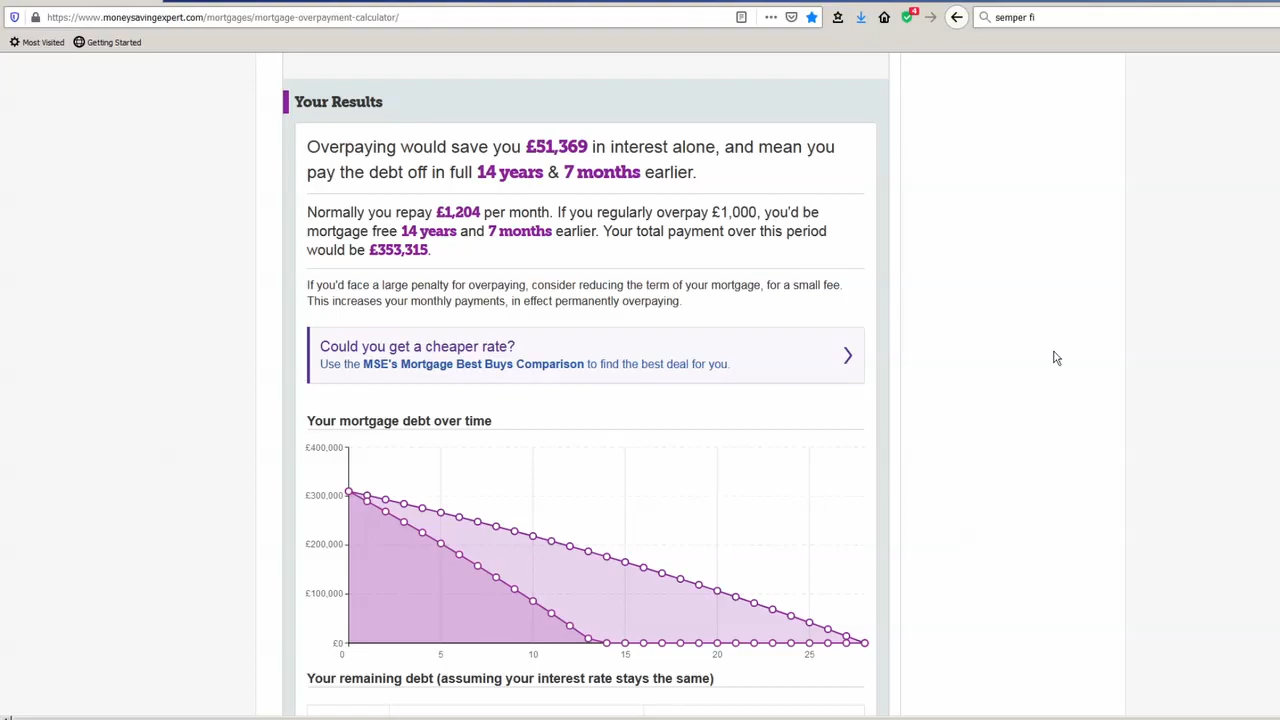 https://www.moneysavingexpert.com/mortgages/mortgage-overpayment-calculator/
4
semper fi
Most Visited
Getting Started
Your Results
Overpaying would save you £51,369 in interest alone, and mean you
pay the debt off in full 14 years & 7 months earlier.
Normally you repay £1,204 per month. If you regularly overpay £1,000, you'd be
mortgage free 14 years and 7 months earlier. Your total payment over this period
would be £353,315.
If you'd face a large penalty for overpaying, consider reducing the term of your mortgage, for a small fee.
This increases your monthly payments, in effect permanently overpaying.
Could you get a cheaper rate?
Use the MSE's Mortgage Best Buys Comparison to find the best deal for you.
Your mortgage debt over time
£400,000
£300,000
£200,000
£100,000
£0
0 5 10 15 20 25
Your remaining debt (assuming your interest rate stays the same)